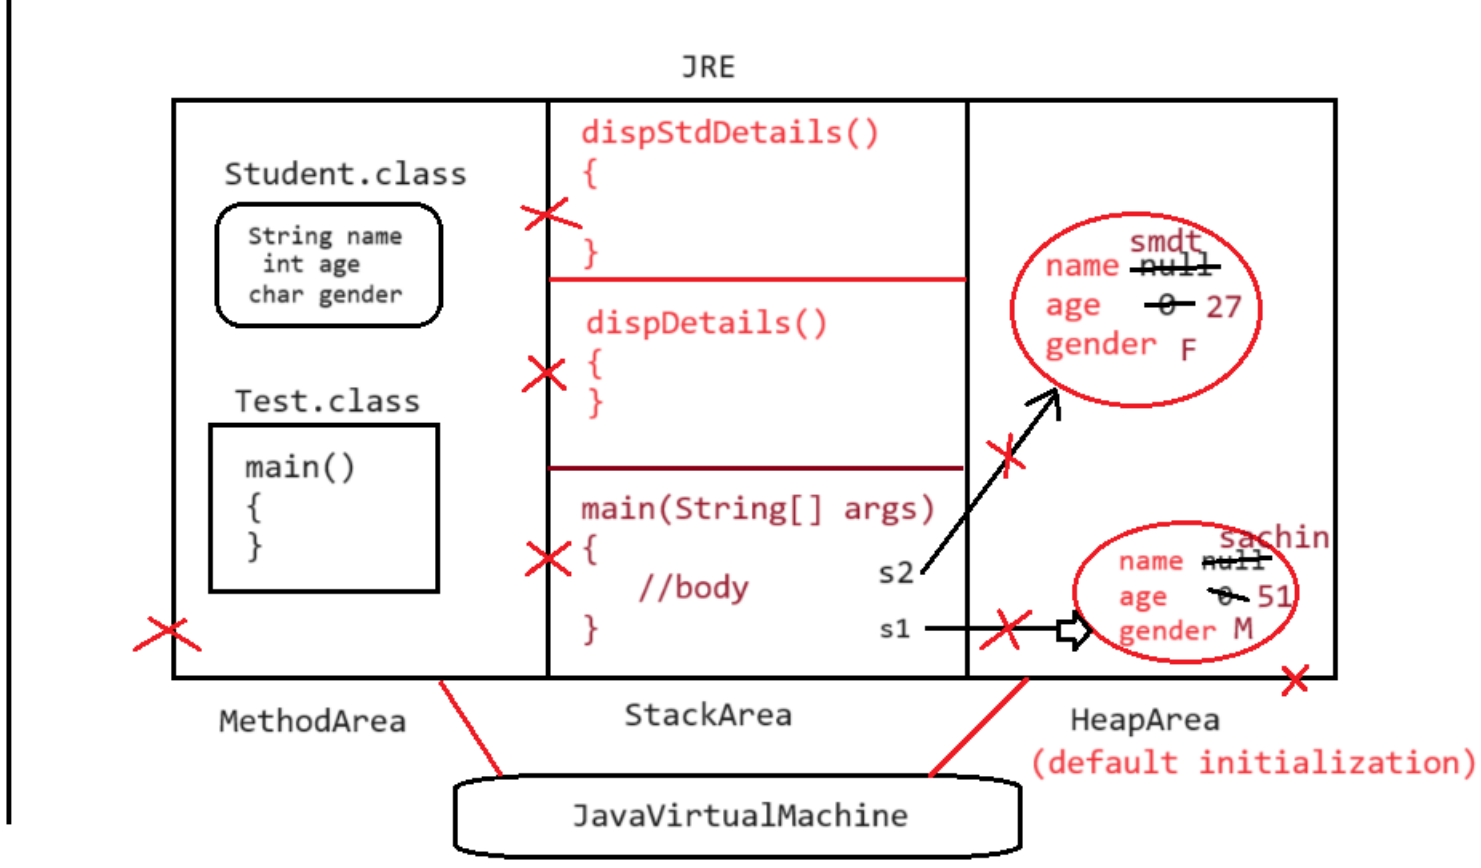 JRE
Student.class
String name
int age
char gender
Test.class
main()
{
}
dispStdDetails()
{
}
dispDetails()
{
}
main(String[] args)
{
//body
}
s2
s1
smdt
name null
age 0 27
gender F
sachin
name null
age 0 51
gender M
MethodArea
StackArea
HeapArea
(default initialization)
JavaVirtualMachine